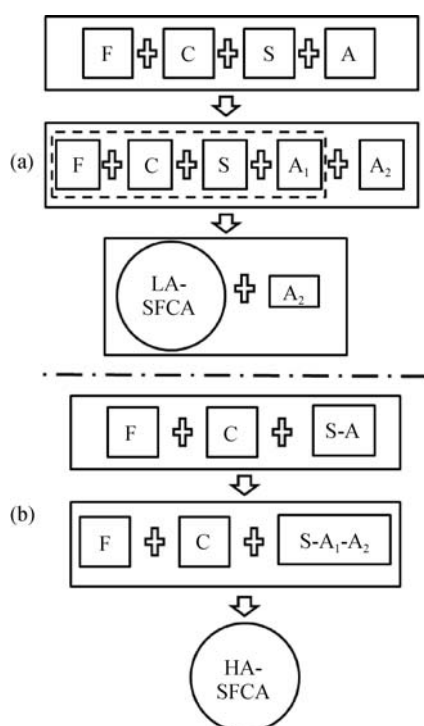 F + C + S + A
(a)
F + C + S + A₁ + A₂
LA-
SFCA + A₂
F + C + S-A
(b)
F + C + S-A₁-A₂
HA-
SFCA